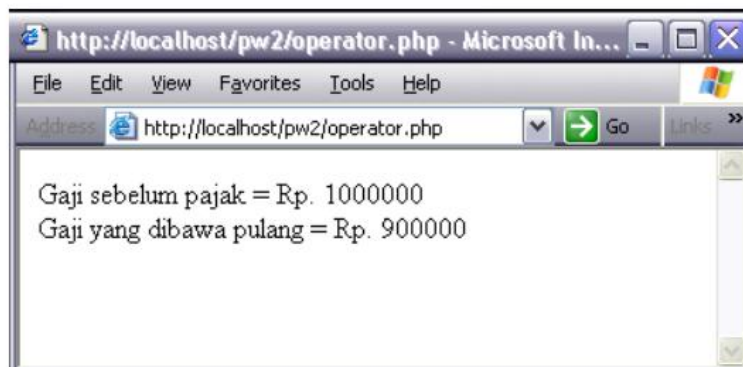 http://localhost/pw2/operator.php - Microsoft In...
File Edit View Favorites Tools Help
Address http://localhost/pw2/operator.php Go Links »
Gaji sebelum pajak = Rp. 1000000
Gaji yang dibawa pulang = Rp. 900000